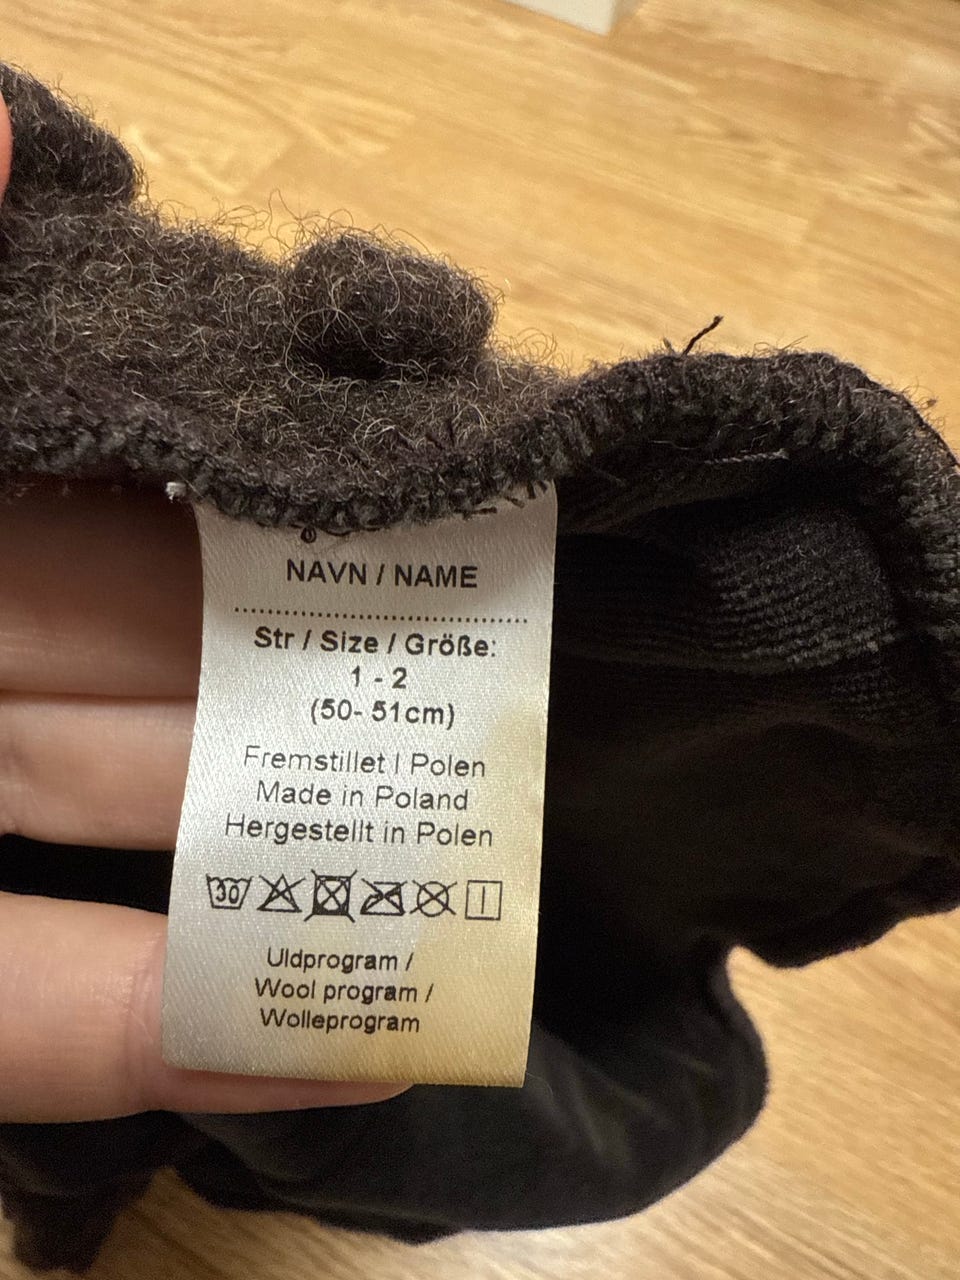 NAVN / NAME
Str / Size / Größe:
1 - 2
(50- 51cm)
Fremstillet I Polen
Made in Poland
Hergestellt in Polen
30
Uldprogram /
Wool program /
Wolleprogram